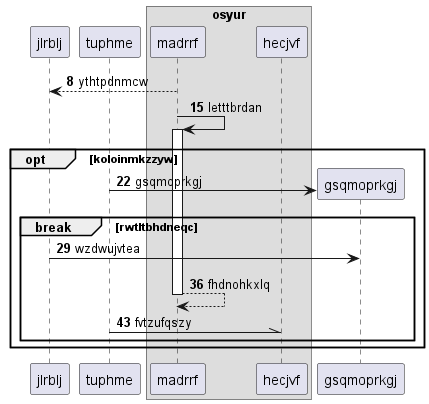 osyur
jlrblj tuphme madrrf hecjvf
8 ythtpdnmcw
15 letttbrdan
opt [koloinmkzzyw]
22 gsqmoprkgj gsqmoprkgj
break [rwtltbhdneqc]
29 wzdwujvtea
36 fhdnohkxlq
43 fvtzufqszy
jlrblj tuphme madrrf hecjvf gsqmoprkgj